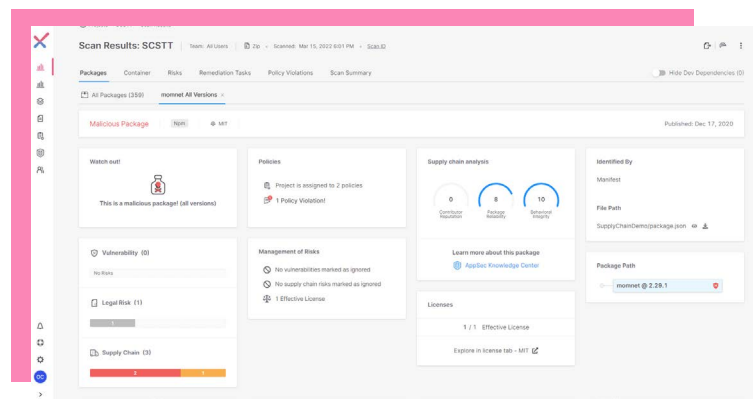 Scan Results: SCSTT
Team: All Users
Zip
Scanned: Mar 15, 2022 6:01 PM
Scan ID
Packages Container Risks Remediation Tasks Policy Violations Scan Summary
Hide Dev Dependencies (0)
All Packages (359) momnet All Versions ×
Malicious Package Npm MIT
Published: Dec 17, 2020
Watch out!
This is a malicious package! (all versions)
Policies
Project is assigned to 2 policies
1 Policy Violation!
Supply chain analysis
0 8 10
Contributor Reputation
Package Reliability
Behavioral Integrity
Learn more about this package
AppSec Knowledge Center
Identified By
Manifest
File Path
SupplyChainDemo/package.json
Vulnerability (0)
No Risks
Legal Risk (1)
1
Supply Chain (3)
2 1
Management of Risks
No vulnerabilities marked as ignored
No supply chain risks marked as ignored
1 Effective License
Licenses
1 / 1 Effective License
Explore in license tab - MIT
Package Path
momnet @ 2.29.1
OC